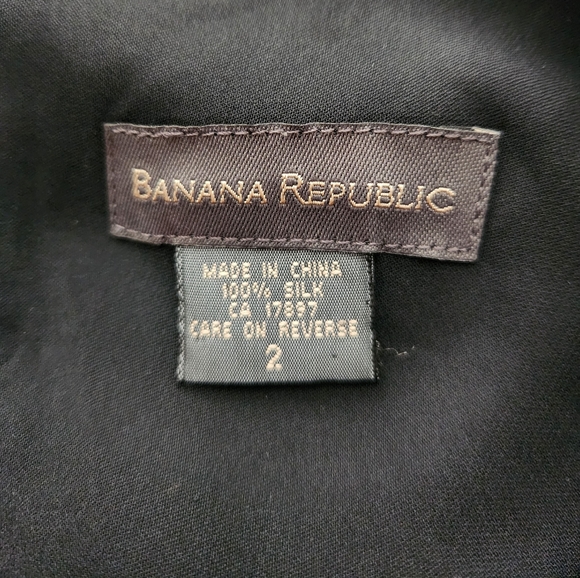 BANANA REPUBLIC
MADE IN CHINA
100% SILK
CA 17897
CARE ON REVERSE
2